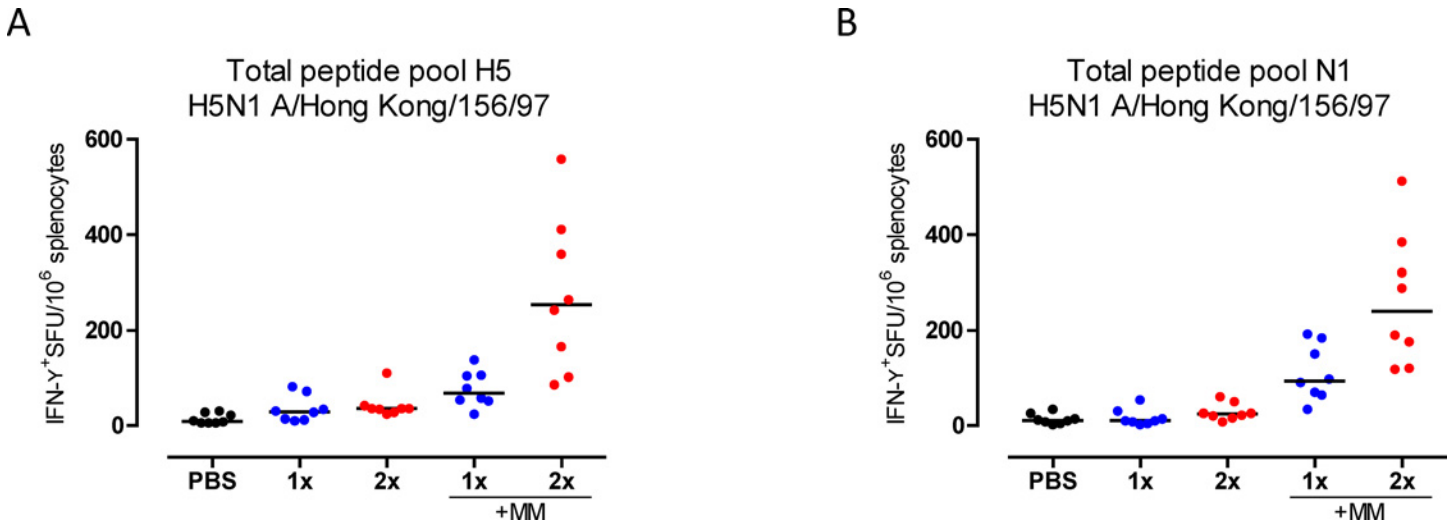 A
Total peptide pool H5
H5N1 A/Hong Kong/156/97
IFN-γ⁺SFU/10⁶ splenocytes
600
400
200
0
PBS 1x 2x 1x 2x
+MM
B
Total peptide pool N1
H5N1 A/Hong Kong/156/97
IFN-γ⁺SFU/10⁶ splenocytes
600
400
200
0
PBS 1x 2x 1x 2x
+MM